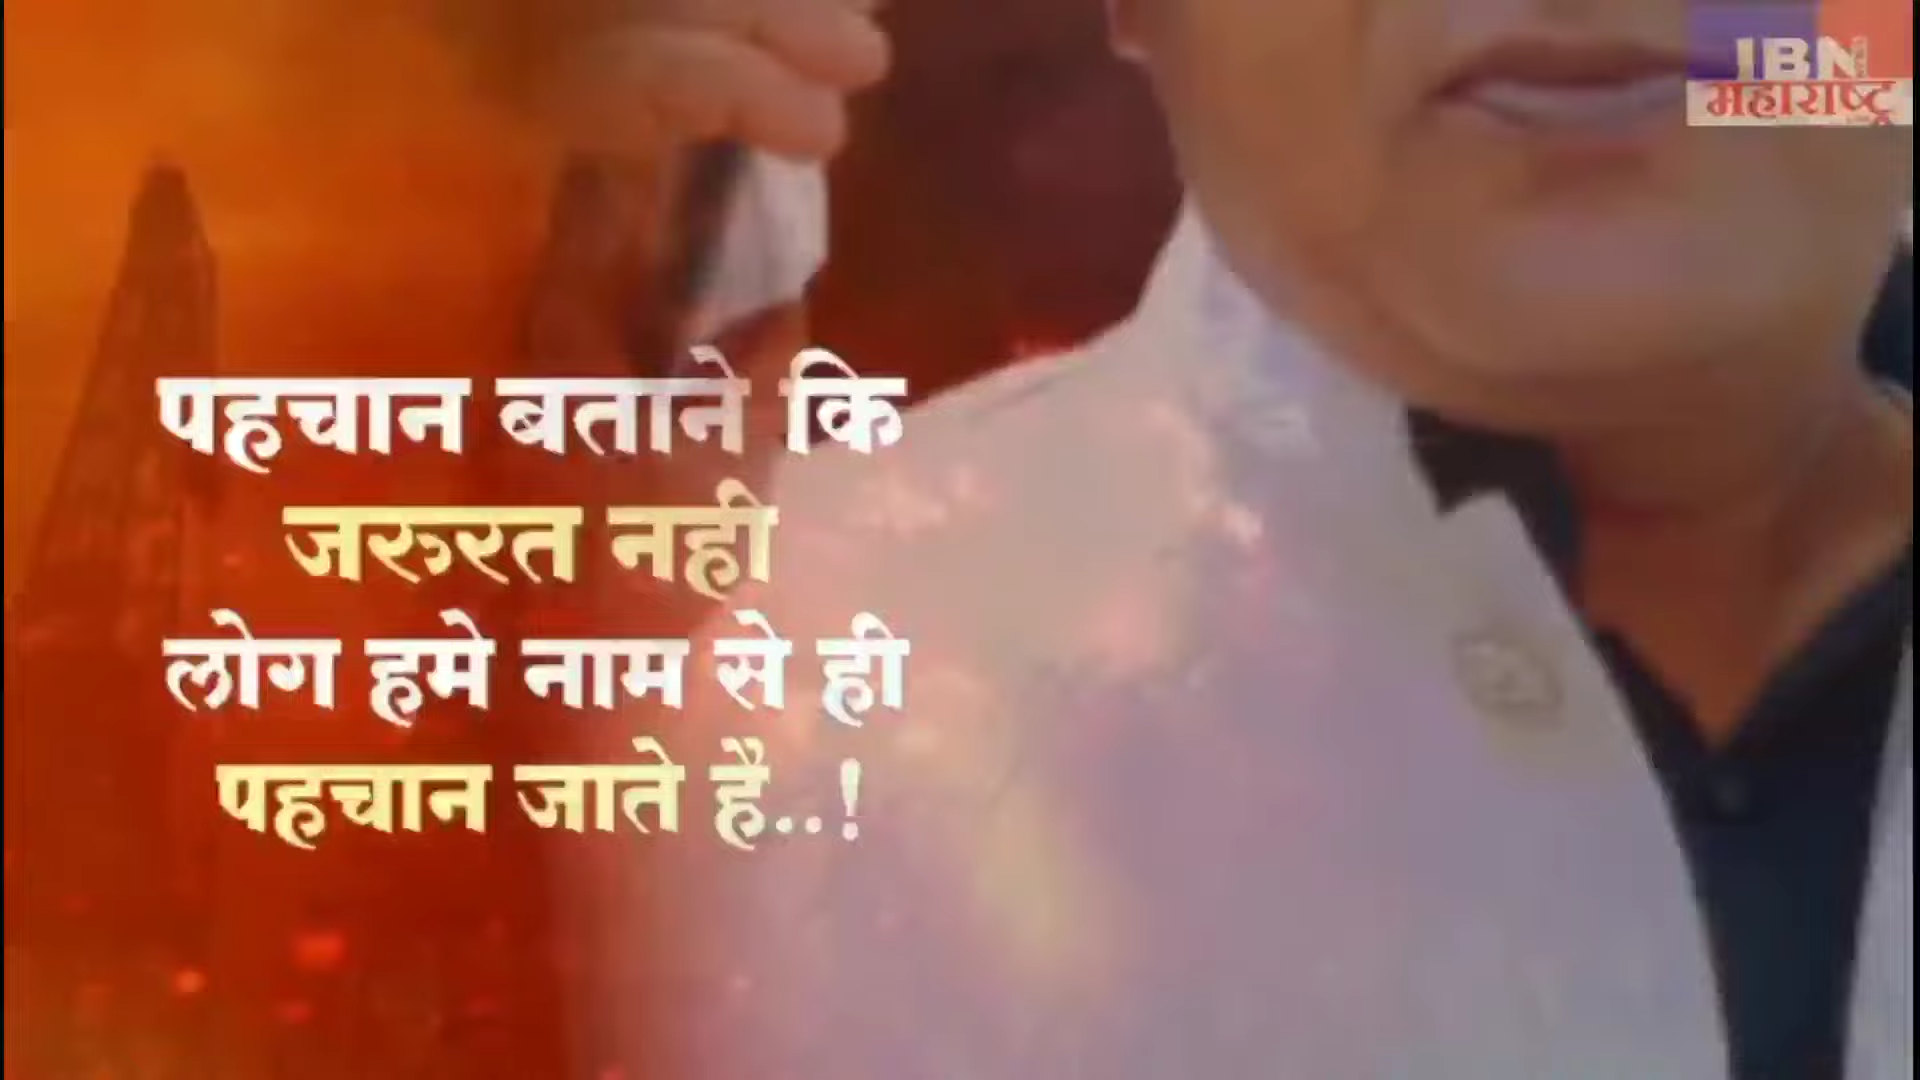 IBN
महाराष्ट्र
पहचान बताने कि
जरुरत नही
लोग हमे नाम से ही
पहचान जाते है..!